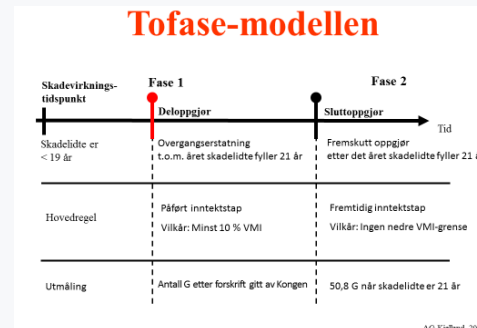 Tofase-modellen
Skadevirknings-
tidspunkt
Fase 1
Fase 2
Deloppgjør
Sluttoppgjør
Tid
Skadelidte er
< 19 år
Overgangserstatning
t.o.m. året skadelidte fyller 21 år
Fremskutt oppgjør
etter det året skadelidte fyller 21
Hovedregel
Påført inntektstap
Vilkår: Minst 10 % VMI
Fremtidig inntektstap
Vilkår: Ingen nedre VMI-grense
Utmåling
Antall G etter forskrift gitt av Kongen
50,8 G når skadelidte er 21 år